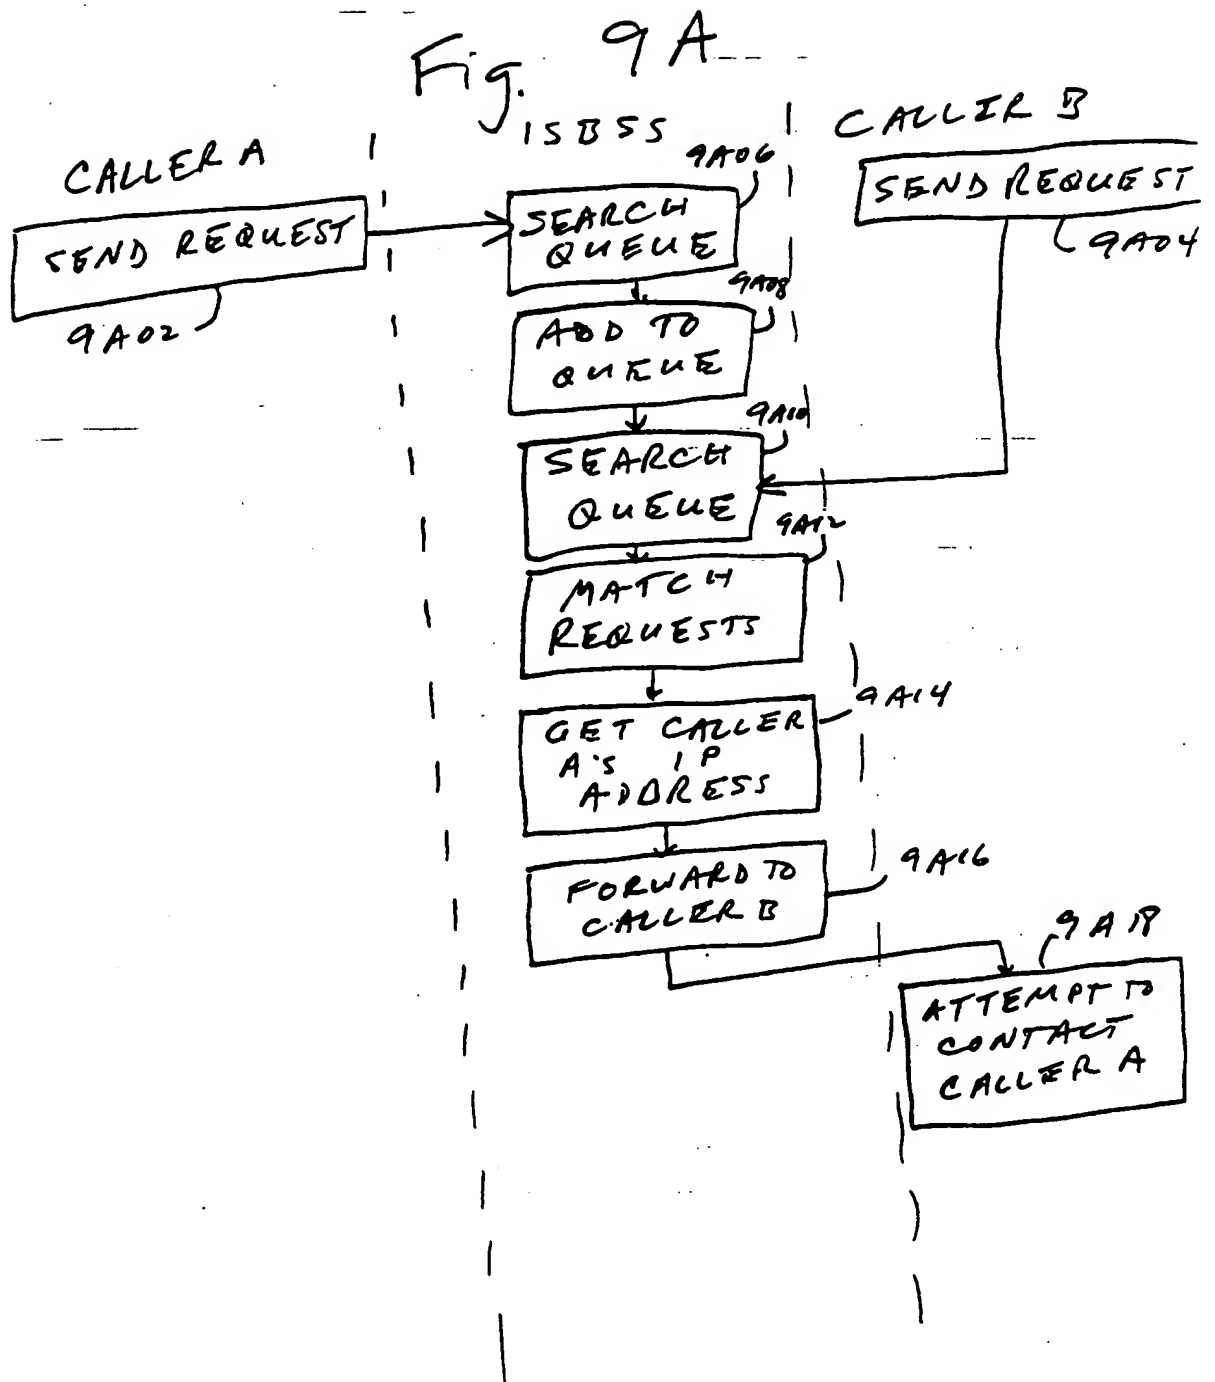 Fig. 9A
ISBSS
CALLER A
CALLER B
SEND REQUEST
9A02
SEND REQUEST
9A04
9A06
SEARCH
QUEUE
9A08
ADD TO
QUEUE
9A10
SEARCH
QUEUE
9A12
MATCH
REQUESTS
9A14
GET CALLER
A'S IP
ADDRESS
9A16
FORWARD TO
CALLER B
9A18
ATTEMPT TO
CONTACT
CALLER A